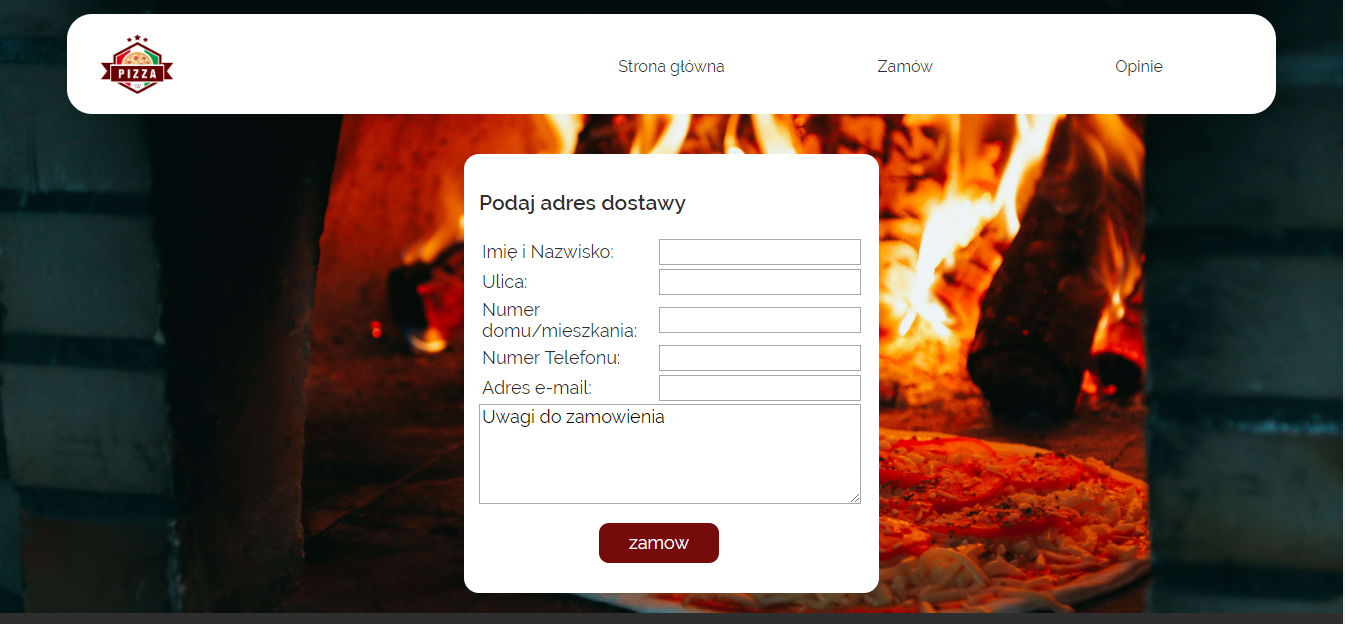 PIZZA
Strona główna
Zamów
Opinie
Podaj adres dostawy
Imię i Nazwisko:
Ulica:
Numer
domu/mieszkania:
Numer Telefonu:
Adres e-mail:
Uwagi do zamowienia
zamow